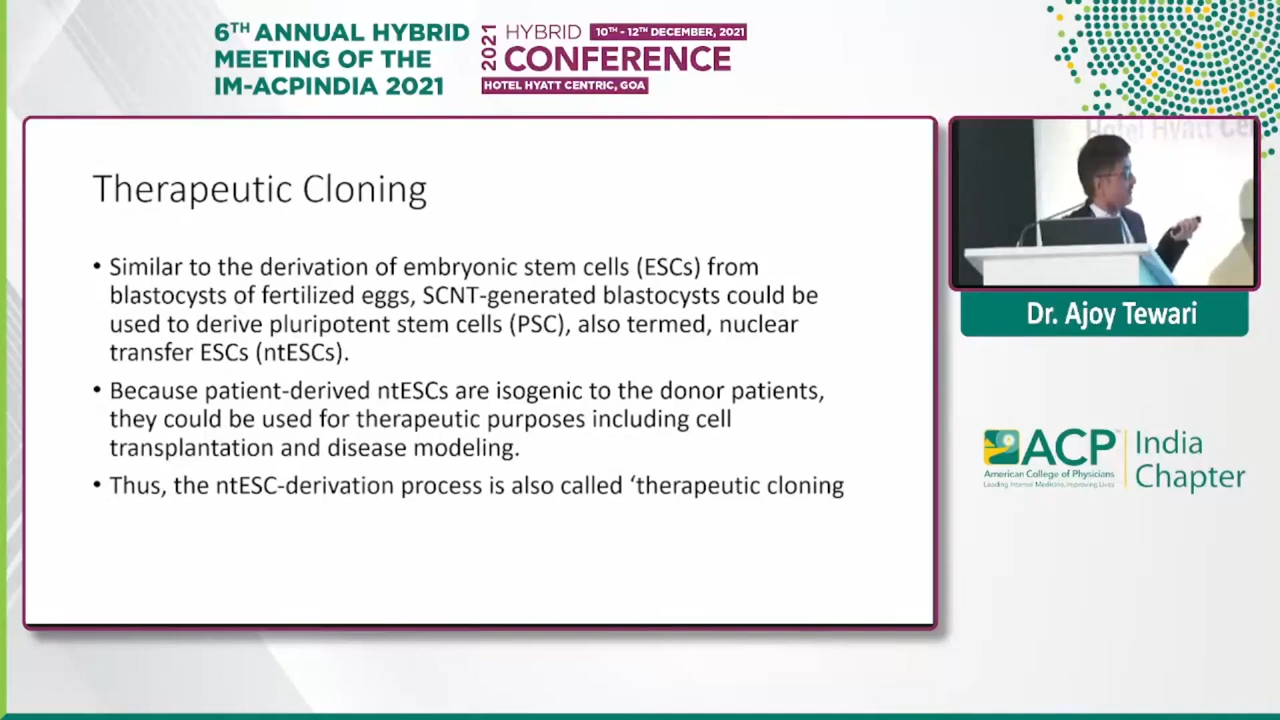 6TH ANNUAL HYBRID
MEETING OF THE
IM-ACPINDIA 2021
2021
HYBRID
10TH - 12TH DECEMBER, 2021
CONFERENCE
HOTEL HYATT CENTRIC, GOA
Therapeutic Cloning
• Similar to the derivation of embryonic stem cells (ESCs) from
blastocysts of fertilized eggs, SCNT-generated blastocysts could be
used to derive pluripotent stem cells (PSC), also termed, nuclear
transfer ESCs (ntESCs).
• Because patient-derived ntESCs are isogenic to the donor patients,
they could be used for therapeutic purposes including cell
transplantation and disease modeling.
• Thus, the ntESC-derivation process is also called ‘therapeutic cloning
Hotel Hyatt Ce
Dr. Ajoy Tewari
ACP
American College of Physicians
Leading Internal Medicine, Improving Lives
India
Chapter